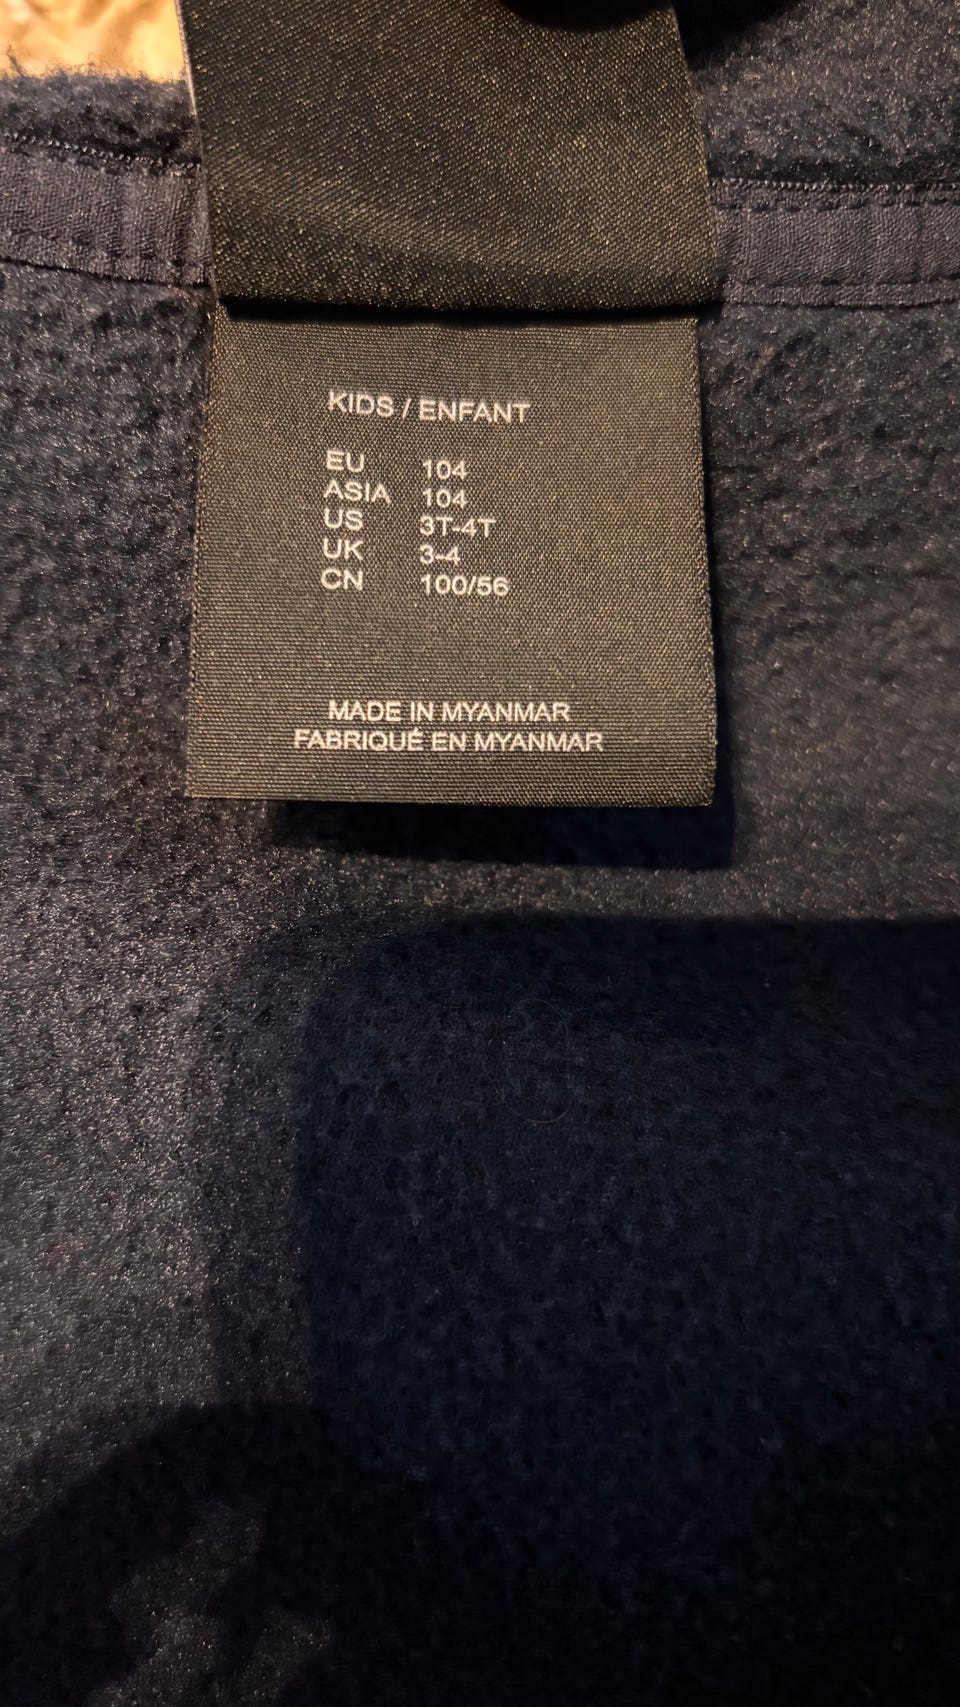 KIDS / ENFANT
EU 104
ASIA 104
US 3T-4T
UK 3-4
CN 100/56
MADE IN MYANMAR
FABRIQUÉ EN MYANMAR